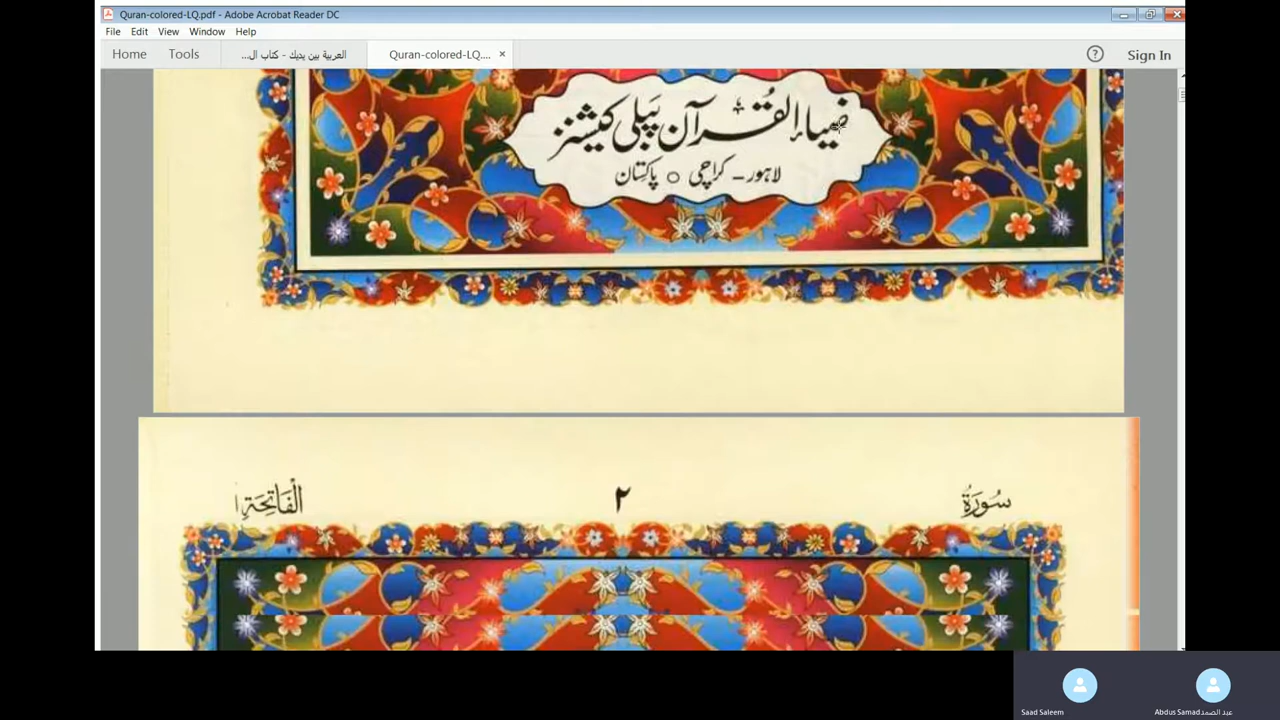 Quran-colored-LQ.pdf - Adobe Acrobat Reader DC
File Edit View Window Help
Home Tools العربية بين يديك - كتاب ال... Quran-colored-LQ.... × ? Sign In
ضیاء القرآن پبلی کیشنز
لاہور – کراچی ○ پاکستان
سُورَةُ ٢ الْفَاتِحَةِ ١
Saad Saleem
Abdus Samad عبد الصمد